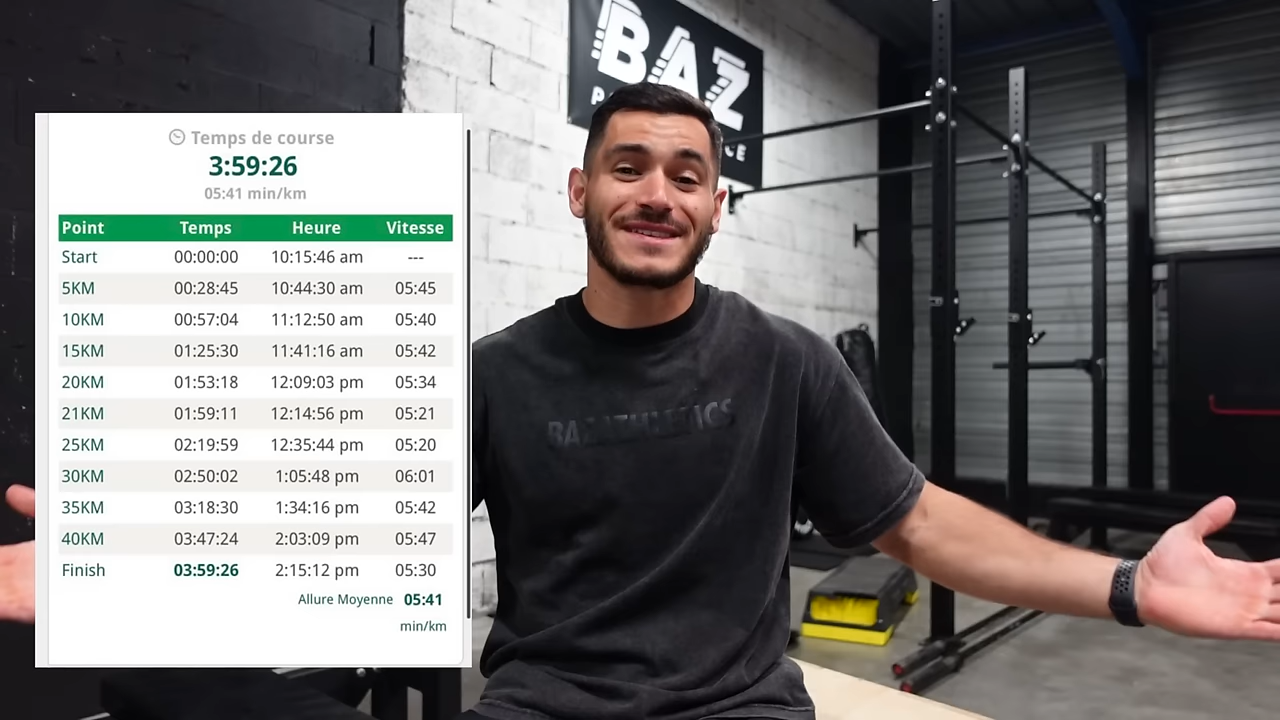 BAZ
Temps de course
3:59:26
05:41 min/km
Point Temps Heure Vitesse
Start 00:00:00 10:15:46 am ---
5KM 00:28:45 10:44:30 am 05:45
10KM 00:57:04 11:12:50 am 05:40
15KM 01:25:30 11:41:16 am 05:42
20KM 01:53:18 12:09:03 pm 05:34
21KM 01:59:11 12:14:56 pm 05:21
25KM 02:19:59 12:35:44 pm 05:20
30KM 02:50:02 1:05:48 pm 06:01
35KM 03:18:30 1:34:16 pm 05:42
40KM 03:47:24 2:03:09 pm 05:47
Finish 03:59:26 2:15:12 pm 05:30
Allure Moyenne 05:41
min/km
BAZ ATHLETICS